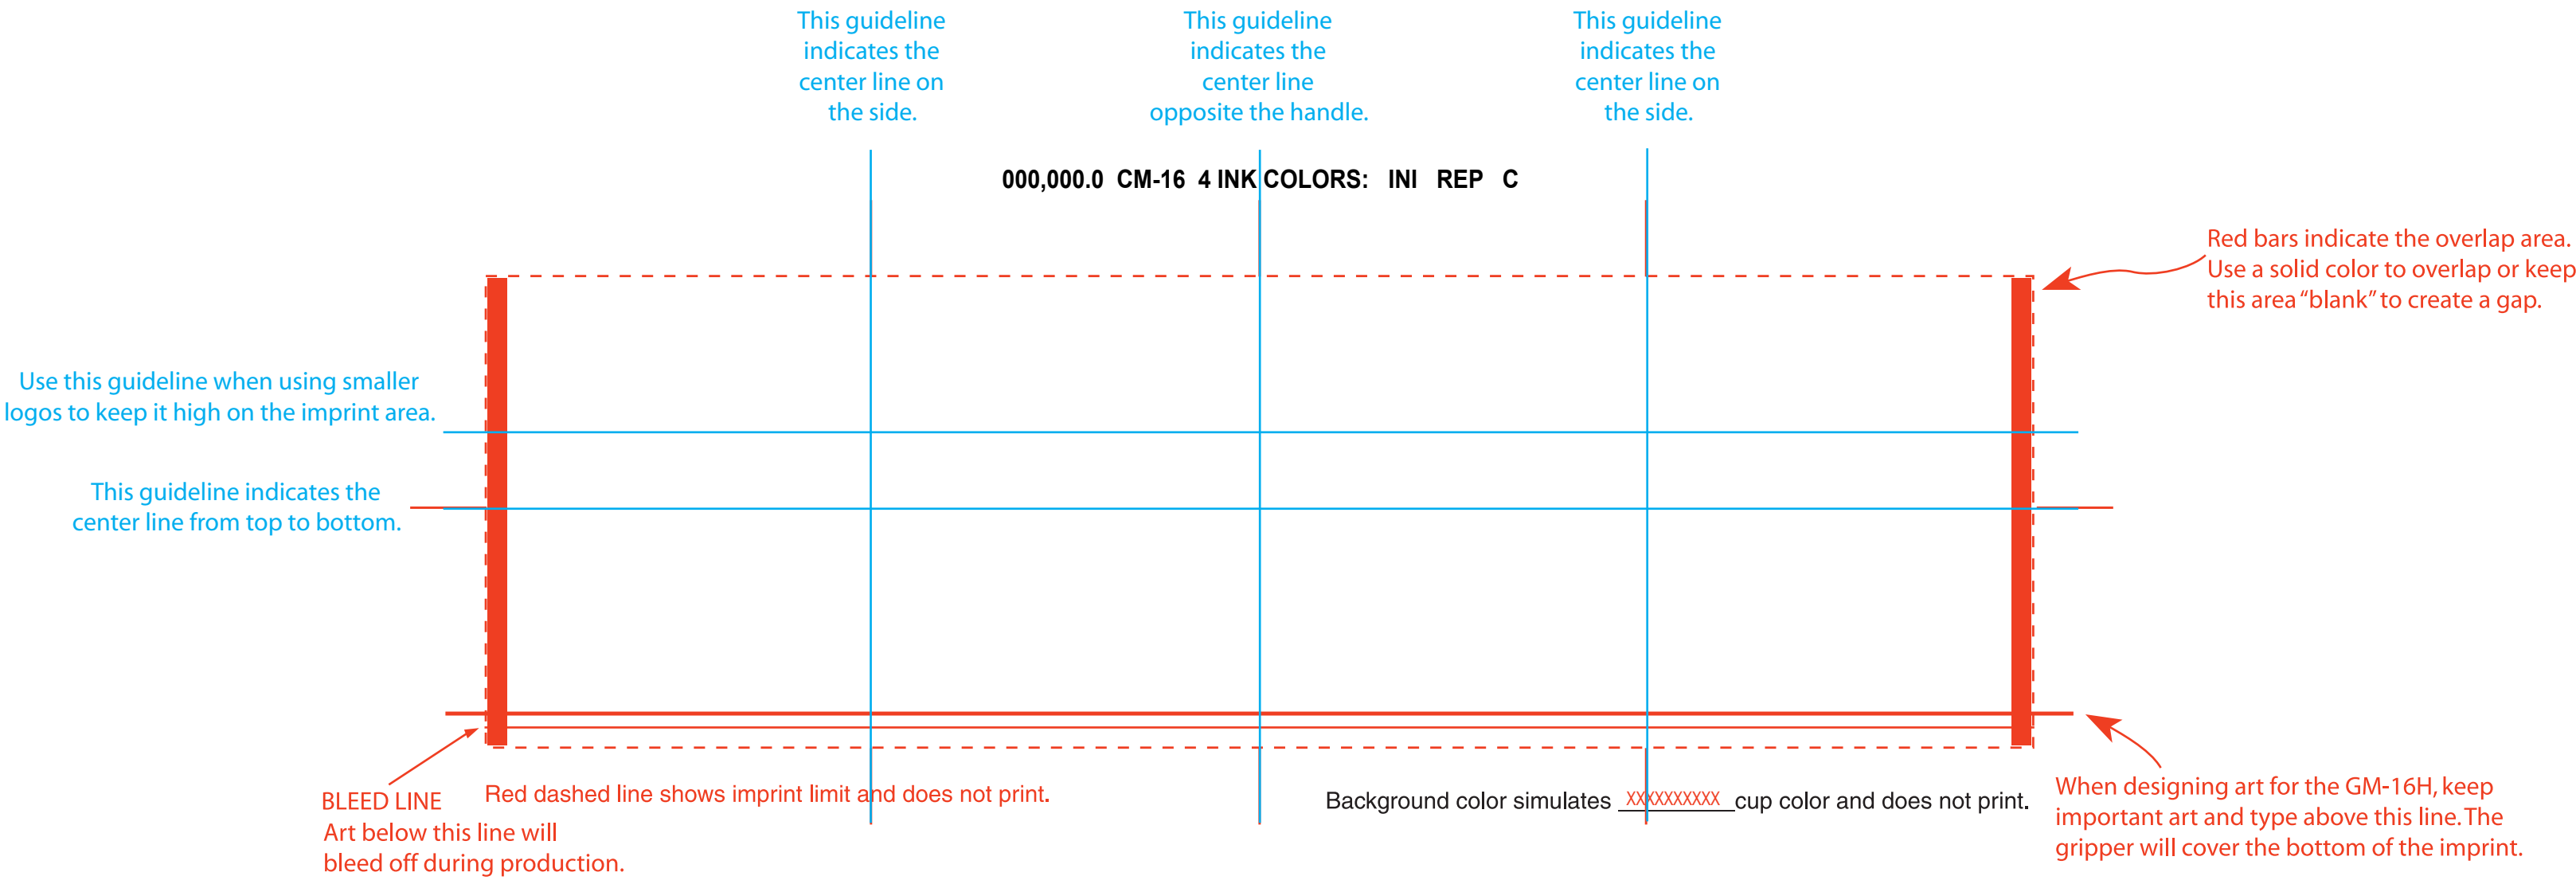 This guideline
indicates the
center line on
the side.
This guideline
indicates the
center line
opposite the handle.
This guideline
indicates the
center line on
the side.
000,000.0 CM-16 4 INK COLORS: INI REP C
Red bars indicate the overlap area.
Use a solid color to overlap or keep
this area “blank” to create a gap.
Use this guideline when using smaller
logos to keep it high on the imprint area.
This guideline indicates the
center line from top to bottom.
BLEED LINE
Art below this line will
bleed off during production.
Red dashed line shows imprint limit and does not print.
Background color simulates XXXXXXXXXX cup color and does not print.
When designing art for the GM-16H, keep
important art and type above this line. The
gripper will cover the bottom of the imprint.